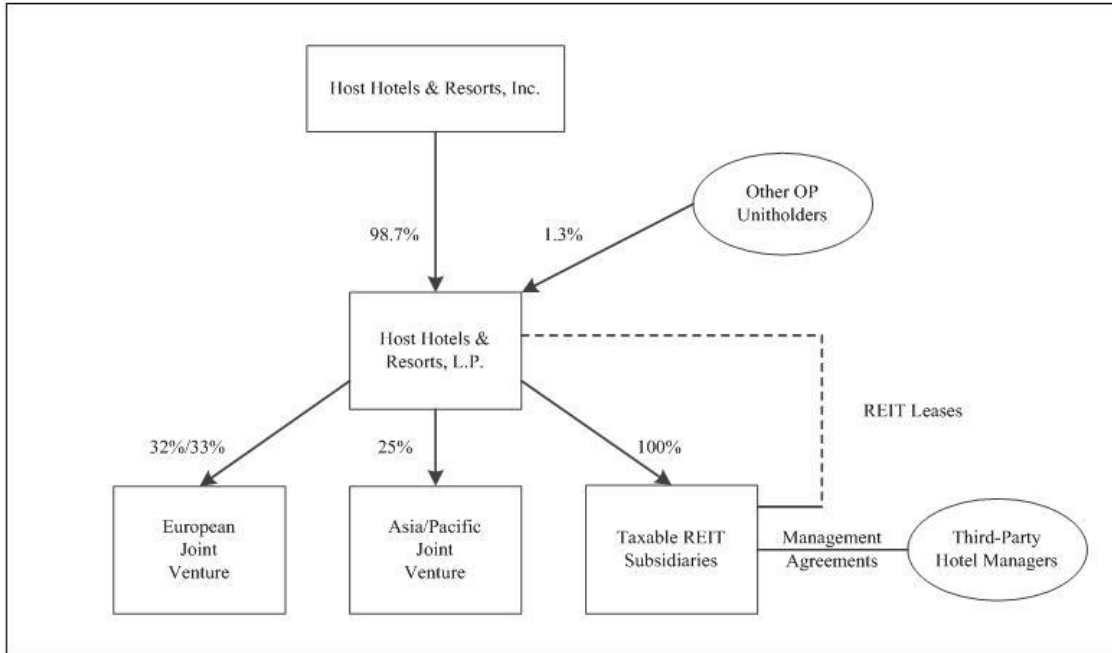 Host Hotels & Resorts, Inc.
Other OP
Unitholders
98.7%
1.3%
Host Hotels &
Resorts, L.P.
REIT Leases
32%/33%
25%
100%
European
Joint
Venture
Asia/Pacific
Joint
Venture
Taxable REIT
Subsidiaries
Management
Agreements
Third-Party
Hotel Managers